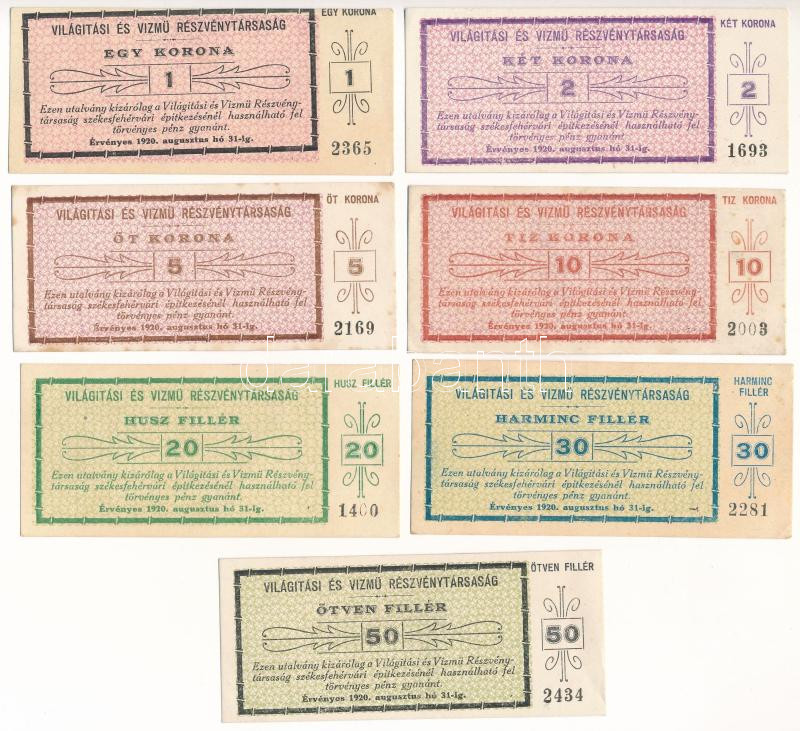 VILÁGITÁSI ÉS VIZMŰ RÉSZVÉNYTÁRSASÁG
EGY KORONA
1
Ezen utalvány kizárólag a Világitási és Vizmű Részvény-
társaság székesfehérvári épitkezésénél használható fel
törvényes pénz gyanánt.
Érvényes 1920. augusztus hó 31-ig.
EGY KORONA
1
2365
VILÁGITÁSI ÉS VIZMŰ RÉSZVÉNYTÁRSASÁG
KÉT KORONA
2
Ezen utalvány kizárólag a Világitási és Vizmű Részvény-
társaság székesfehérvári épitkezésénél használható fel
törvényes pénz gyanánt.
Érvényes 1920. augusztus hó 31-ig.
KÉT KORONA
2
1693
VILÁGITÁSI ÉS VIZMŰ RÉSZVÉNYTÁRSASÁG
ÖT KORONA
5
Ezen utalvány kizárólag a Világitási és Vizmű Részvény-
társaság székesfehérvári épitkezésénél használható fel
törvényes pénz gyanánt.
Érvényes 1920. augusztus hó 31-ig.
ÖT KORONA
5
2169
VILÁGITÁSI ÉS VIZMŰ RÉSZVÉNYTÁRSASÁG
TIZ KORONA
10
Ezen utalvány kizárólag a Világitási és Vizmű Részvény-
társaság székesfehérvári épitkezésénél használható fel
törvényes pénz gyanánt.
Érvényes 1920. augusztus hó 31-ig.
TIZ KORONA
10
2003
darabanth
VILÁGITÁSI ÉS VIZMŰ RÉSZVÉNYTÁRSASÁG
HUSZ FILLÉR
20
Ezen utalvány kizárólag a Világitási és Vizmű Részvény-
társaság székesfehérvári épitkezésénél használható fel
törvényes pénz gyanánt.
Érvényes 1920. augusztus hó 31-ig.
HUSZ FILLÉR
20
1400
VILÁGITÁSI ÉS VIZMŰ RÉSZVÉNYTÁRSASÁG
HARMINC FILLÉR
30
Ezen utalvány kizárólag a Világitási és Vizmű Részvény-
társaság székesfehérvári épitkezésénél használható fel
törvényes pénz gyanánt.
Érvényes 1920. augusztus hó 31-ig.
HARMINC
FILLÉR
30
2281
VILÁGITÁSI ÉS VIZMŰ RÉSZVÉNYTÁRSASÁG
ÖTVEN FILLÉR
50
Ezen utalvány kizárólag a Világitási és Vizmű Részvény-
társaság székesfehérvári épitkezésénél használható fel
törvényes pénz gyanánt.
Érvényes 1920. augusztus hó 31-ig.
ÖTVEN FILLÉR
50
2434